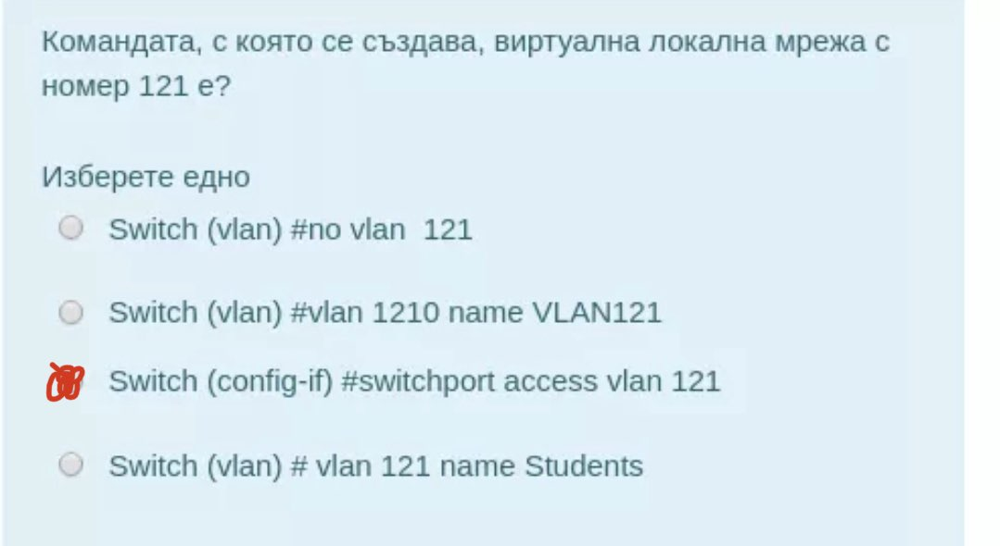 Командата, с която се създава, виртуална локална мрежа с
номер 121 е?
Изберете едно
Switch (vlan) #no vlan 121
Switch (vlan) #vlan 1210 name VLAN121
Switch (config-if) #switchport access vlan 121
Switch (vlan) # vlan 121 name Students